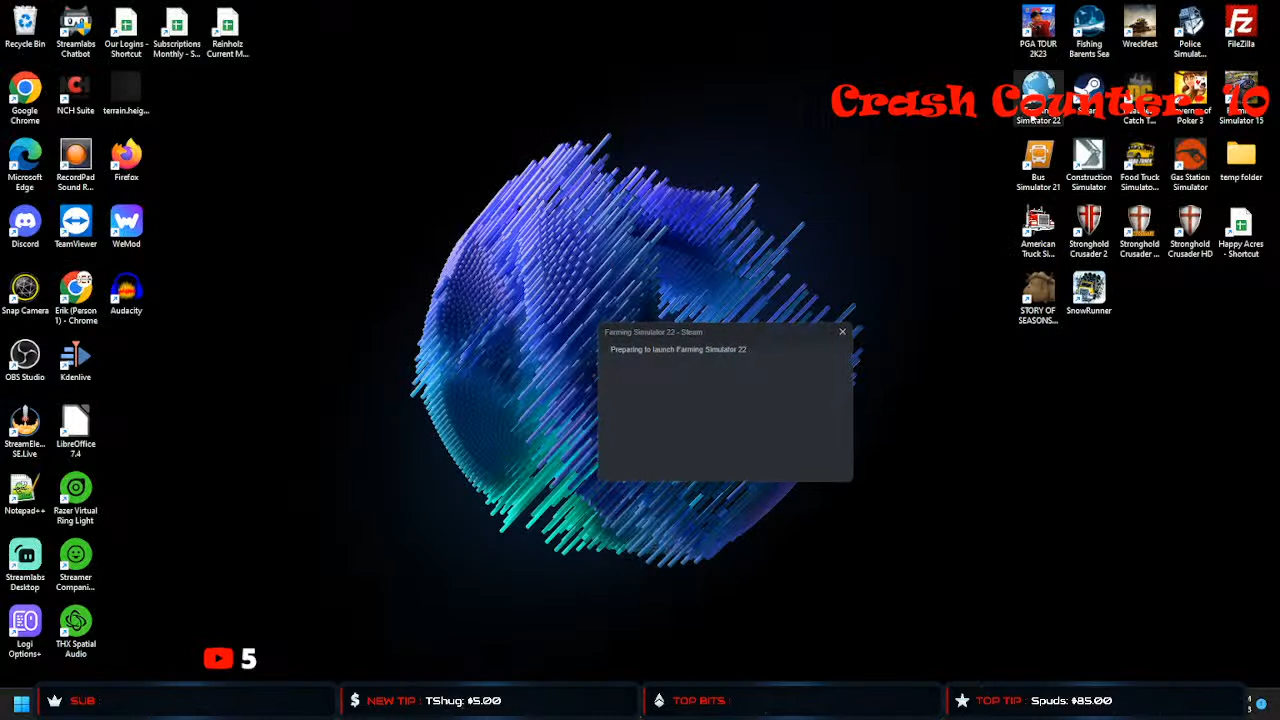 Recycle Bin
Streamlabs
Chatbot
Our Logins -
Shortcut
Subscriptions
Monthly - S...
Reinholz
Current M...
PGA TOUR
2K23
Fishing
Barents Sea
Wreckfest
Police
Simulat...
FileZilla
Google
Chrome
NCH Suite
terrain.heig...
Crash Counter: 10
Simulator 22
Catch T...
Poker 3
Simulator 15
Microsoft
Edge
RecordPad
Sound R...
Firefox
Bus
Simulator 21
Construction
Simulator
Food Truck
Simulato...
Gas Station
Simulator
temp folder
Discord
TeamViewer
WeMod
American
Truck Si...
Stronghold
Crusader 2
Stronghold
Crusader ...
Stronghold
Crusader HD
Happy Acres
- Shortcut
Snap Camera
Erik (Person
1) - Chrome
Audacity
STORY OF
SEASONS...
SnowRunner
Farming Simulator 22 - Steam
Preparing to launch Farming Simulator 22
OBS Studio
Kdenlive
StreamEle...
SE.Live
LibreOffice
7.4
Notepad++
Razer Virtual
Ring Light
Streamlabs
Desktop
Streamer
Compani...
Logi
Options+
THX Spatial
Audio
5
SUB :
NEW TIP : TShug: $5.00
TOP BITS :
TOP TIP : Spuds: $85.00